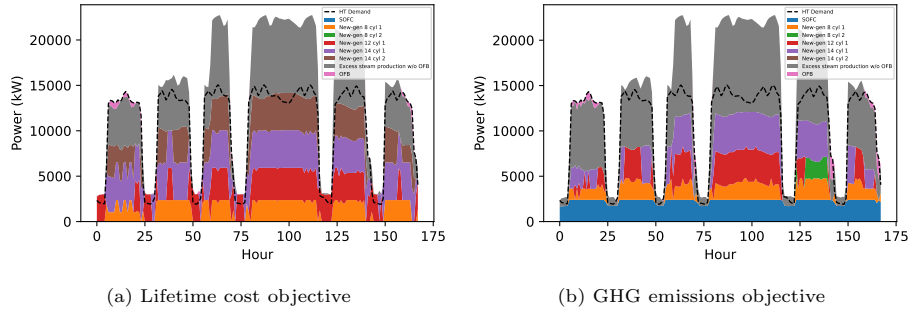 Power (kW)
20000
15000
10000
5000
0
0
25
50
75
100
125
150
175
Hour
HT Demand
SOFC
New-gen 8 cyl 1
New-gen 8 cyl 2
New-gen 12 cyl 1
New-gen 14 cyl 1
New-gen 14 cyl 2
Excess steam production w/o OFB
OFB
(a) Lifetime cost objective
Power (kW)
20000
15000
10000
5000
0
0
25
50
75
100
125
150
175
Hour
HT Demand
SOFC
New-gen 8 cyl 1
New-gen 8 cyl 2
New-gen 12 cyl 1
New-gen 14 cyl 1
New-gen 14 cyl 2
Excess steam production w/o OFB
OFB
(b) GHG emissions objective